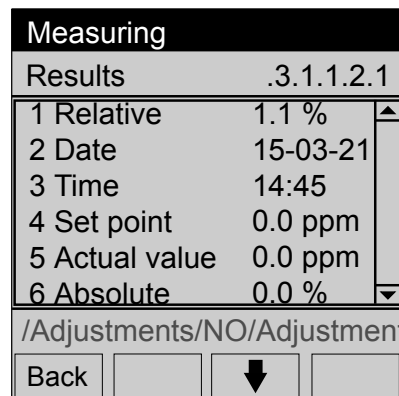 Measuring
Results .3.1.1.2.1
1 Relative 1.1 %
2 Date 15-03-21
3 Time 14:45
4 Set point 0.0 ppm
5 Actual value 0.0 ppm
6 Absolute 0.0 %
/Adjustments/NO/Adjustment
Back